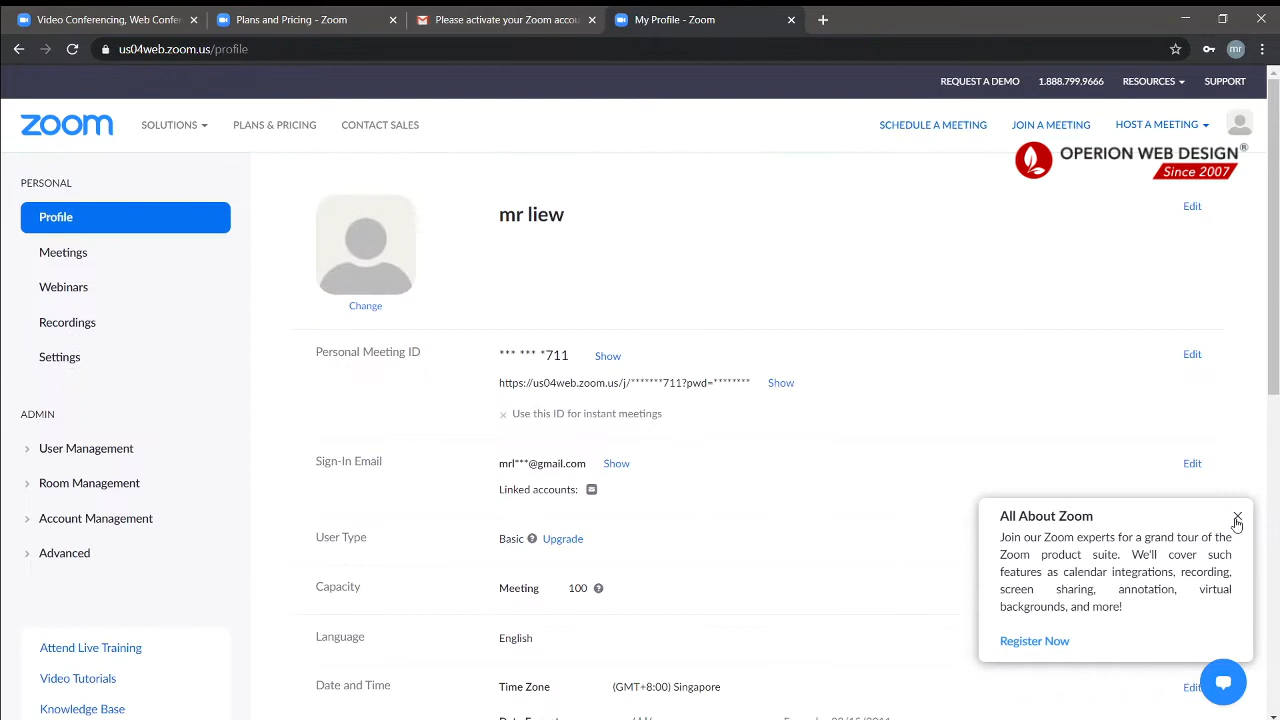 Video Conferencing, Web Confe
Plans and Pricing - Zoom
Please activate your Zoom accou
My Profile - Zoom
us04web.zoom.us/profile
mr
REQUEST A DEMO
1.888.799.9666
RESOURCES
SUPPORT
zoom
SOLUTIONS
PLANS & PRICING
CONTACT SALES
SCHEDULE A MEETING
JOIN A MEETING
HOST A MEETING
OPERION WEB DESIGN®
Since 2007
PERSONAL
Profile
Meetings
Webinars
Recordings
Settings
ADMIN
User Management
Room Management
Account Management
Advanced
Attend Live Training
Video Tutorials
Knowledge Base
mr liew
Edit
Change
Personal Meeting ID
*** *** *711 Show
Edit
https://us04web.zoom.us/j/*******711?pwd=******** Show
× Use this ID for instant meetings
Sign-In Email
mrl***@gmail.com Show
Edit
Linked accounts:
User Type
Basic Upgrade
Capacity
Meeting 100
Language
English
Date and Time
Time Zone (GMT+8:00) Singapore
Edit
All About Zoom
Join our Zoom experts for a grand tour of the
Zoom product suite. We'll cover such
features as calendar integrations, recording,
screen sharing, annotation, virtual
backgrounds, and more!
Register Now